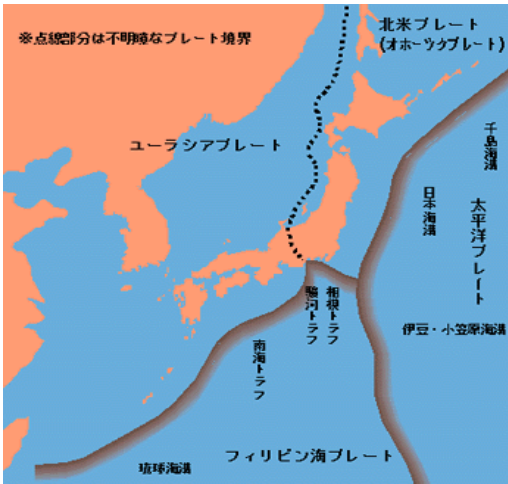 ※点線部分は不明瞭なプレート境界
北米プレート
(オホーツクプレート)
ユーラシアプレート
千島海溝
日本海溝
太平洋プレート
伊豆・小笠原海溝
相模トラフ
駿河トラフ
南海トラフ
フィリピン海プレート
琉球海溝